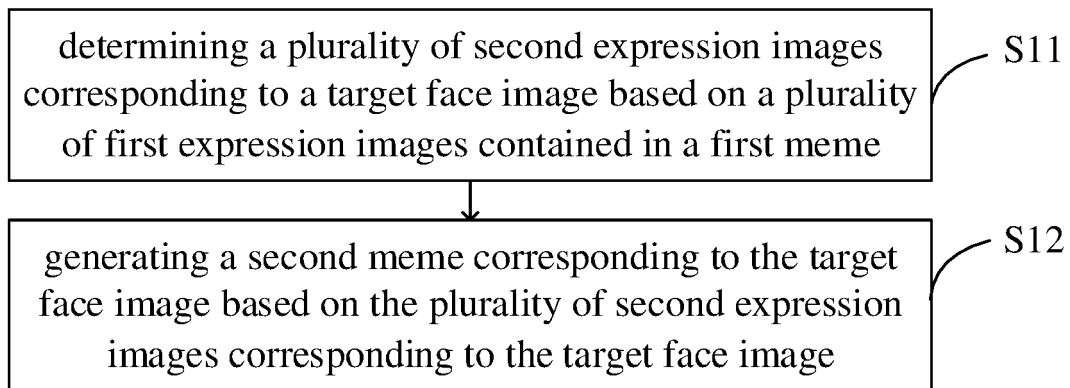 determining a plurality of second expression images
corresponding to a target face image based on a plurality
of first expression images contained in a first meme
S11
generating a second meme corresponding to the target
face image based on the plurality of second expression
images corresponding to the target face image
S12